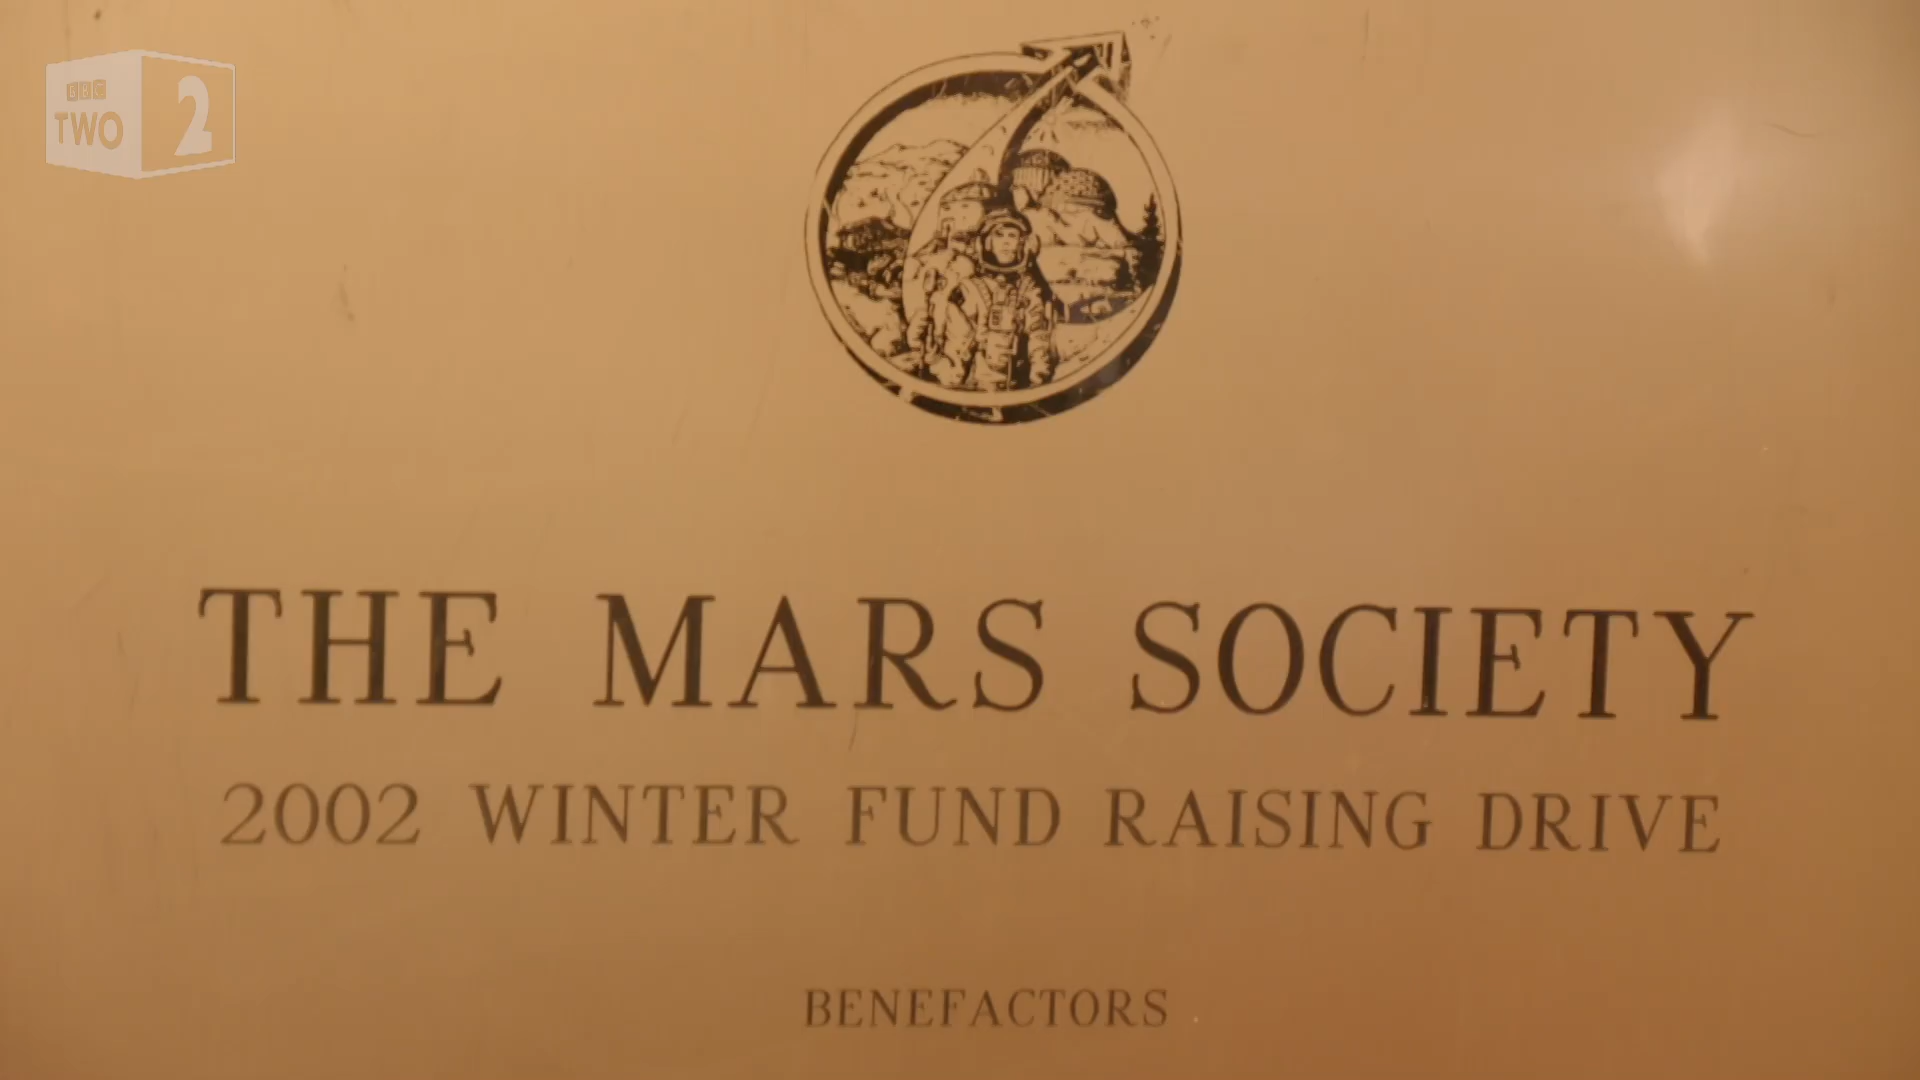 BBC
TWO 2
THE MARS SOCIETY
2002 WINTER FUND RAISING DRIVE
BENEFACTORS